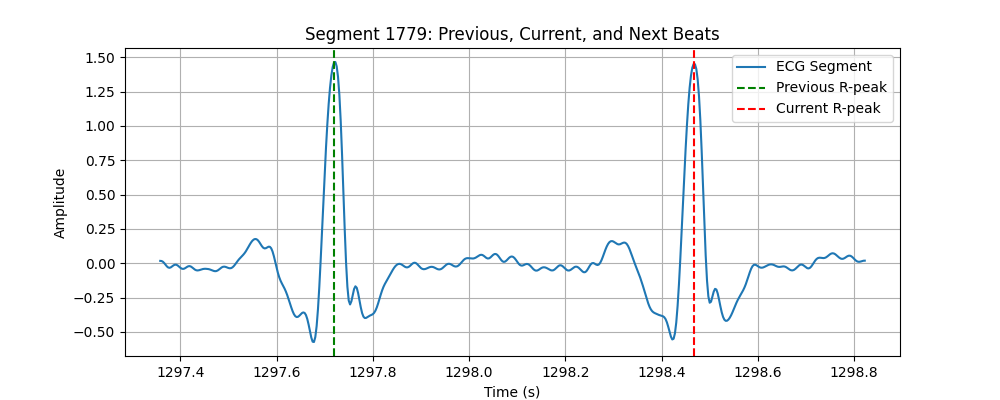 Segment 1779: Previous, Current, and Next Beats
1.50
1.25
1.00
0.75
0.50
0.25
0.00
−0.25
−0.50
Amplitude
ECG Segment
Previous R-peak
Current R-peak
1297.4 1297.6 1297.8 1298.0 1298.2 1298.4 1298.6 1298.8
Time (s)